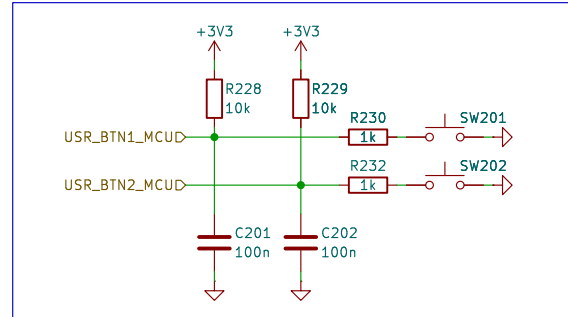 +3V3 +3V3
R228 R229
10k 10k
R230 SW201
USR_BTN1_MCU 1k
R232 SW202
USR_BTN2_MCU 1k
C201 C202
100n 100n